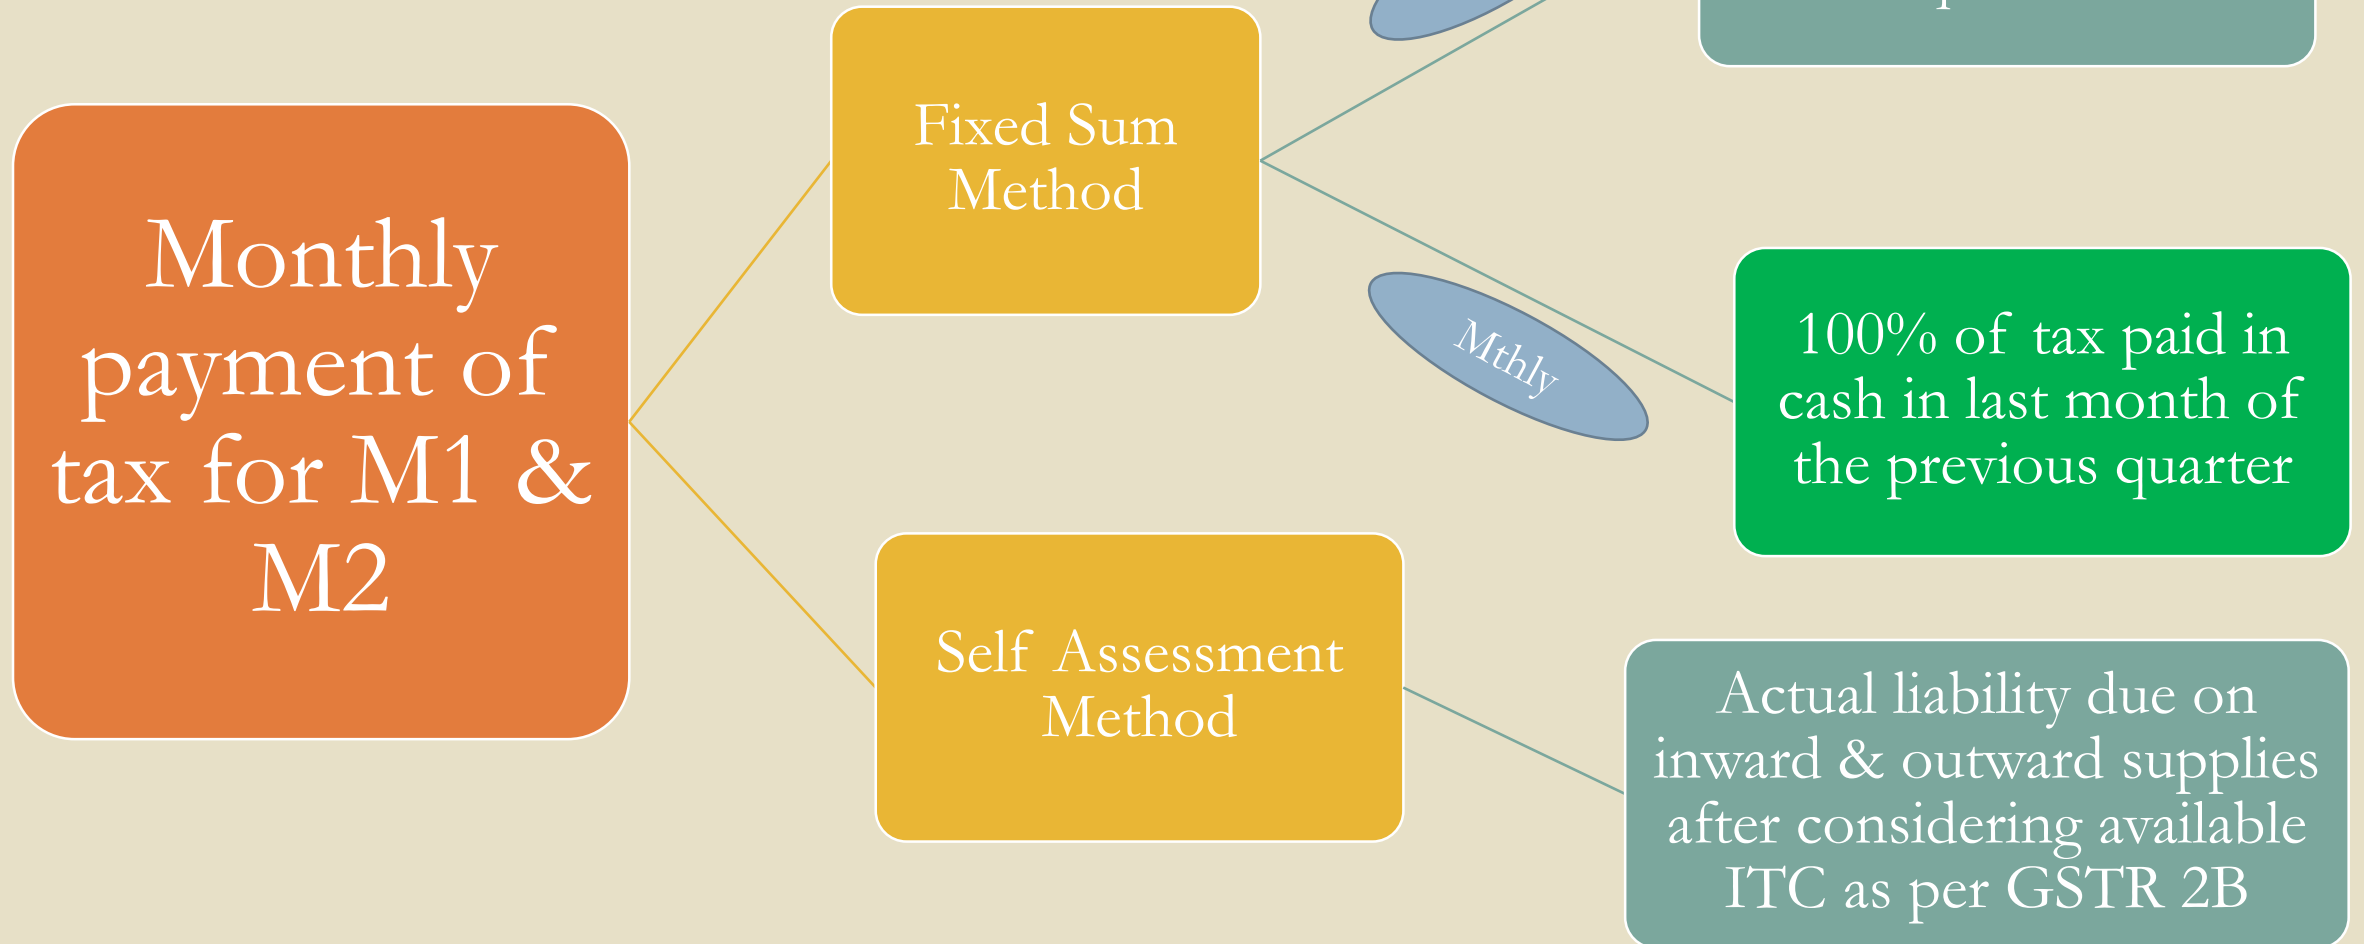 Monthly
payment of
tax for M1 &
M2
Fixed Sum
Method
Mthly
100% of tax paid in
cash in last month of
the previous quarter
Self Assessment
Method
Actual liability due on
inward & outward supplies
after considering available
ITC as per GSTR 2B